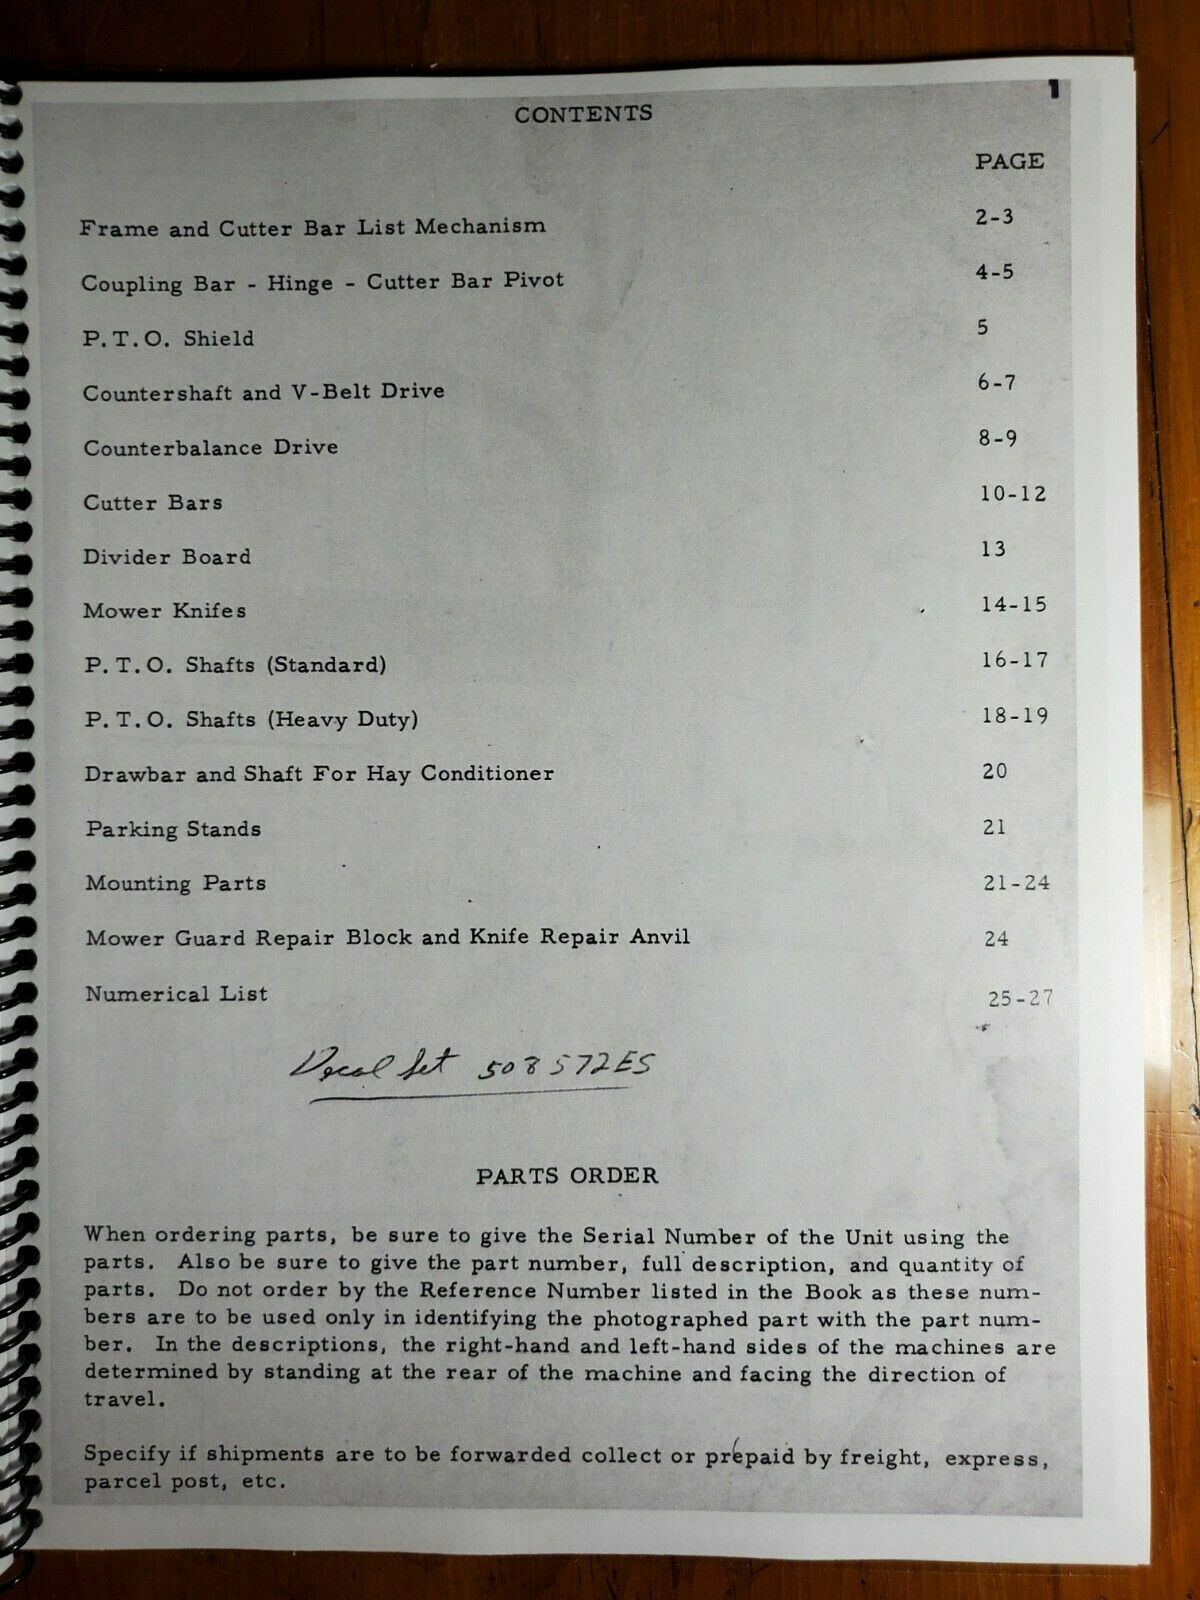 1
CONTENTS
PAGE
Frame and Cutter Bar List Mechanism 2-3
Coupling Bar - Hinge - Cutter Bar Pivot 4-5
P.T.O. Shield 5
Countershaft and V-Belt Drive 6-7
Counterbalance Drive 8-9
Cutter Bars 10-12
Divider Board 13
Mower Knifes 14-15
P.T.O. Shafts (Standard) 16-17
P.T.O. Shafts (Heavy Duty) 18-19
Drawbar and Shaft For Hay Conditioner 20
Parking Stands 21
Mounting Parts 21-24
Mower Guard Repair Block and Knife Repair Anvil 24
Numerical List 25-27
Decal Set 508572ES
PARTS ORDER
When ordering parts, be sure to give the Serial Number of the Unit using the
parts. Also be sure to give the part number, full description, and quantity of
parts. Do not order by the Reference Number listed in the Book as these num-
bers are to be used only in identifying the photographed part with the part num-
ber. In the descriptions, the right-hand and left-hand sides of the machines are
determined by standing at the rear of the machine and facing the direction of
travel.
Specify if shipments are to be forwarded collect or prepaid by freight, express,
parcel post, etc.